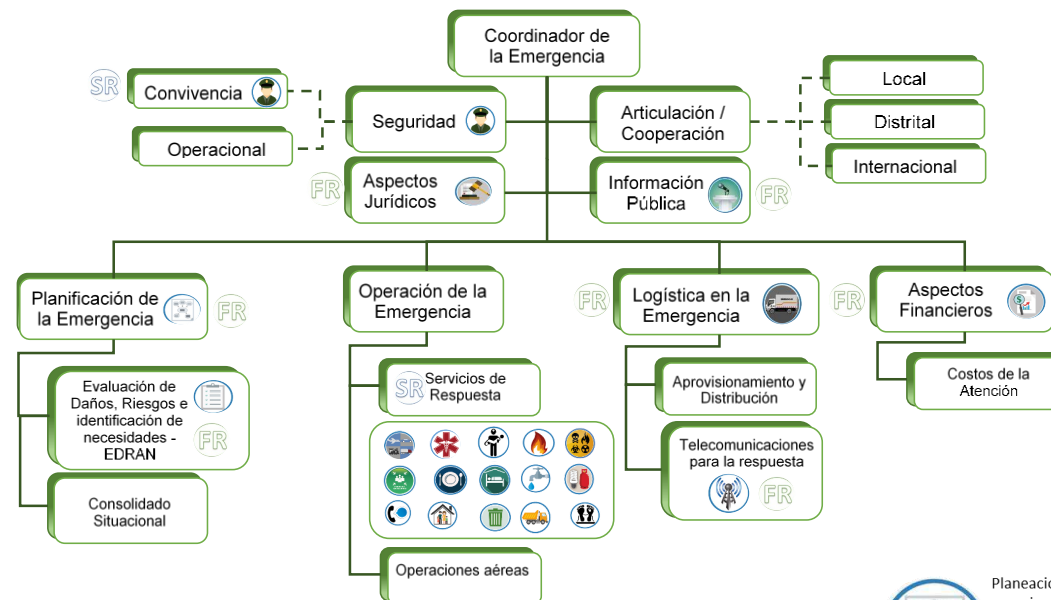 Coordinador de
la Emergencia
SR
Convivencia
Operacional
Seguridad
Articulación /
Cooperación
Local
Distrital
Internacional
FR
Aspectos
Jurídicos
Información
Pública
FR
Planificación de
la Emergencia
FR
Operación de la
Emergencia
FR
Logística en la
Emergencia
FR
Aspectos
Financieros
Evaluación de
Daños, Riesgos e
identificación de
necesidades -
EDRAN
FR
Consolidado
Situacional
SR
Servicios de
Respuesta
Operaciones aéreas
Aprovisionamiento y
Distribución
Telecomunicaciones
para la respuesta
FR
Costos de la
Atención